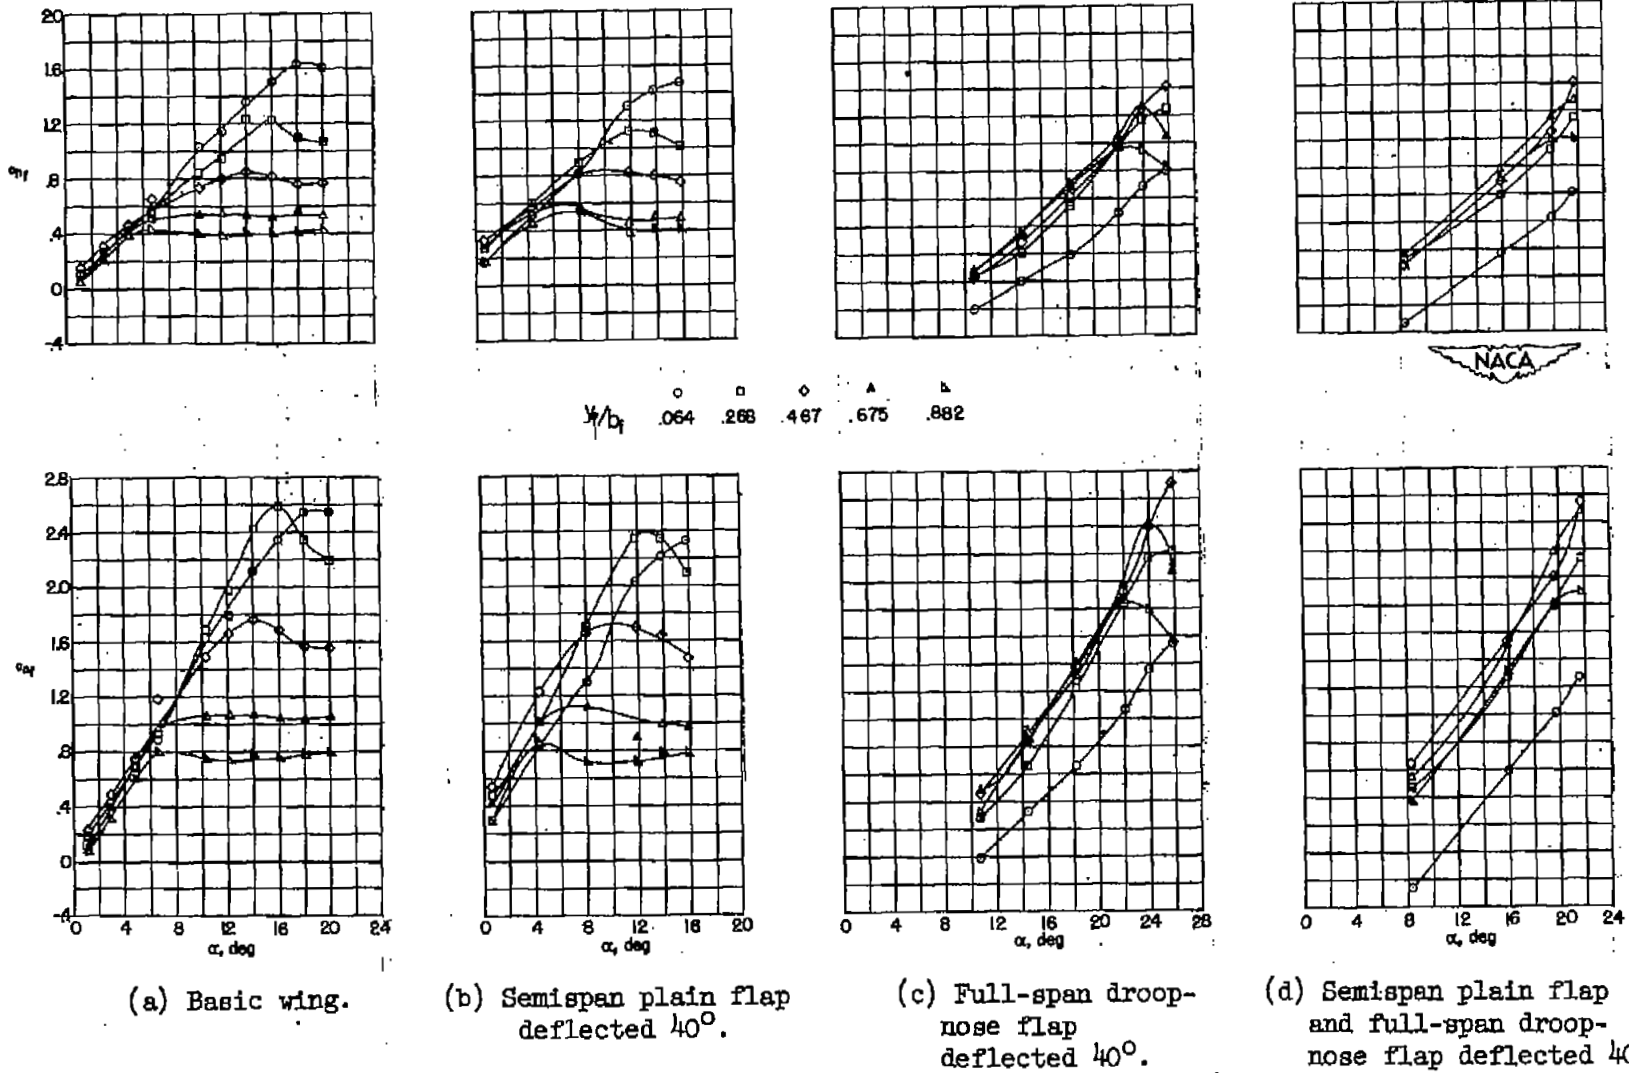 2.0
1.6
1.2
.8
.4
0
-.4
NACA
y_f/b_f .064 .268 .467 .675 .882
2.8
2.4
2.0
1.6
1.2
.8
.4
0
-.4
0 4 8 12 16 20 24
α, deg
0 4 8 12 16 20
α, deg
0 12 16 20 24 28
α, deg
0 8 12 16 20 24
α, deg
(a) Basic wing.
(b) Semispan plain flap
deflected 40°.
(c) Full-span droop-
nose flap
deflected 40°.
(d) Semispan plain flap
and full-span droop-
nose flap deflected 40